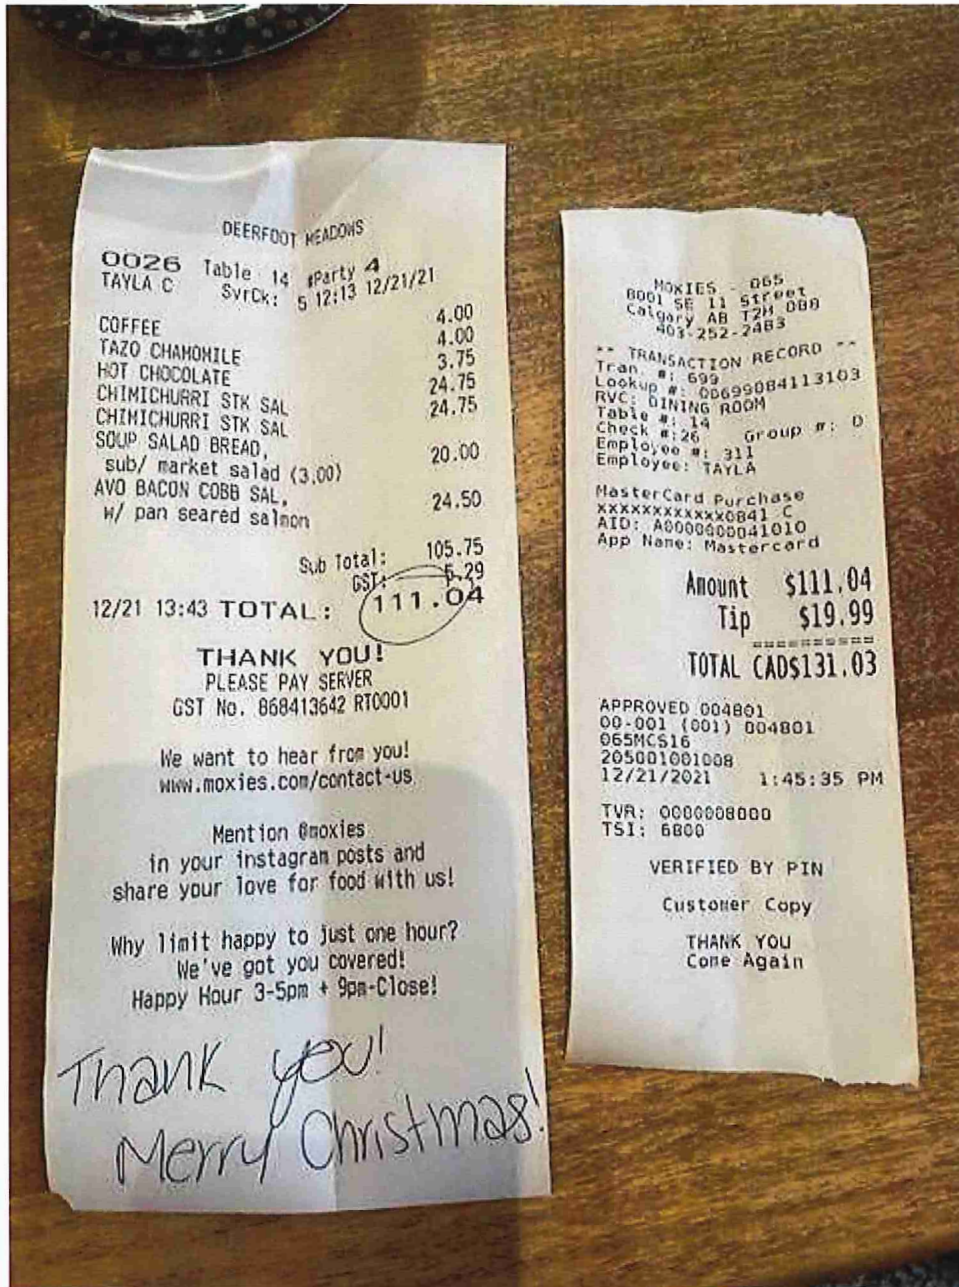 DEERFOOT MEADOWS
0026 Table 14 #Party 4
TAYLA C SvrCk: 5 12:13 12/21/21
COFFEE 4.00
TAZO CHAMOMILE 4.00
HOT CHOCOLATE 3.75
CHIMICHURRI STK SAL 24.75
CHIMICHURRI STK SAL 24.75
SOUP SALAD BREAD,
sub/ market salad (3.00) 20.00
AVO BACON COBB SAL,
w/ pan seared salmon 24.50
Sub Total: 105.75
GST: 5.29
12/21 13:43 TOTAL: 111.04
THANK YOU!
PLEASE PAY SERVER
GST No. 868413642 RT0001
We want to hear from you!
www.moxies.com/contact-us
Mention @moxies
in your instagram posts and
share your love for food with us!
Why limit happy to just one hour?
We've got you covered!
Happy Hour 3-5pm + 9pm-Close!
Thank you!
Merry Christmas!
MOXIES - 065
8001 SE 11 Street
Calgary AB T2H 0B8
403-252-2483
-- TRANSACTION RECORD --
Tran. #: 699
Lookup #: 00699084113103
RVC: DINING ROOM
Table #: 14
Check #:26 Group #: 0
Employee #: 311
Employee: TAYLA
MasterCard Purchase
xxxxxxxxxxxx0841 C
AID: A0000000041010
App Name: Mastercard
Amount $111.04
Tip $19.99
==========
TOTAL CAD$131.03
APPROVED 004801
00-001 (001) 004801
065MCS16
205001001008
12/21/2021 1:45:35 PM
TVR: 0000008000
TSI: 6800
VERIFIED BY PIN
Customer Copy
THANK YOU
Come Again